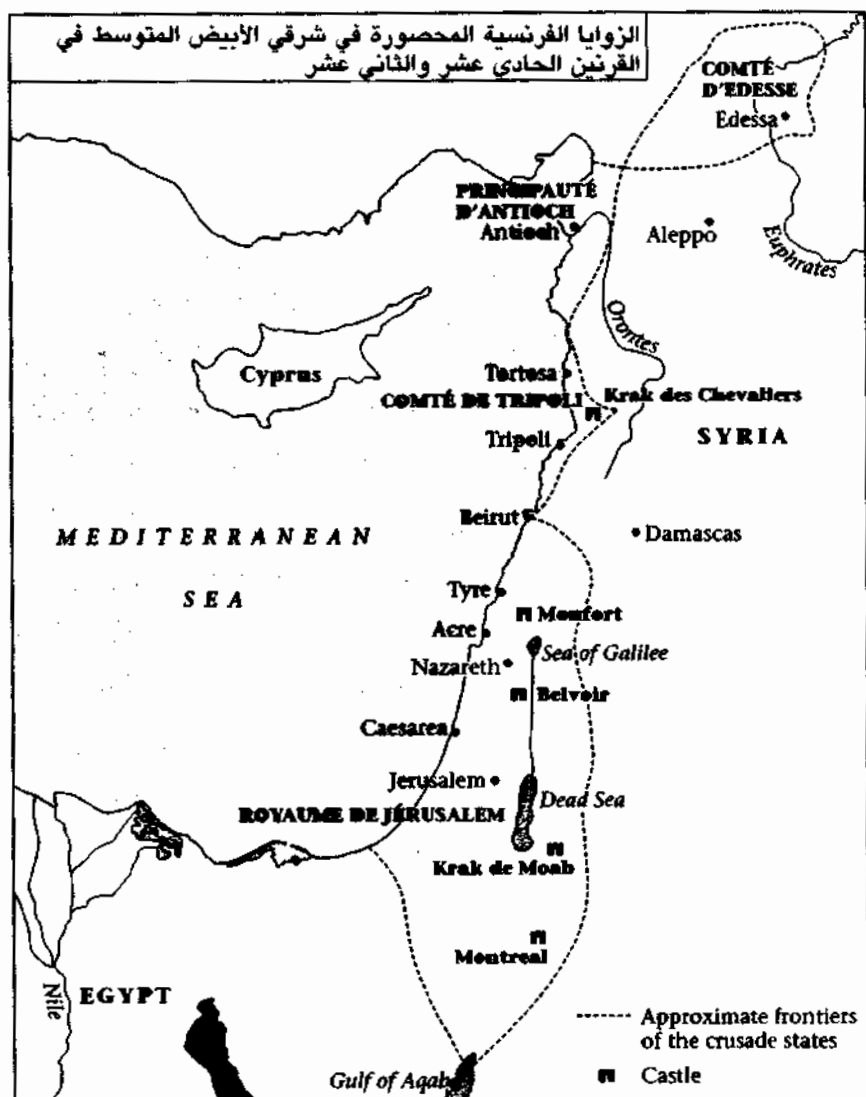 الزوايا الفرنسية المحصورة في شرقي الأبيض المتوسط في
القرنين الحادي عشر والثاني عشر
COMTÉ
D'EDESSE
Edessa
PRINCIPAUTÉ
D'ANTIOCH
Antioch
Aleppo
Euphrates
Orontes
Cyprus
Tortosa
COMTÉ DE TRIPOLI
Krak des Chevaliers
Tripoli
SYRIA
Beirut
MEDITERRANEAN
SEA
Damascas
Tyre
Monfort
Acre
Sea of Galilee
Nazareth
Belvoir
Caesarea
Jerusalem
Dead Sea
ROYAUME DE JÉRUSALEM
Krak de Moab
Montreal
EGYPT
Nile
Approximate frontiers
of the crusade states
Gulf of Aqab
Castle